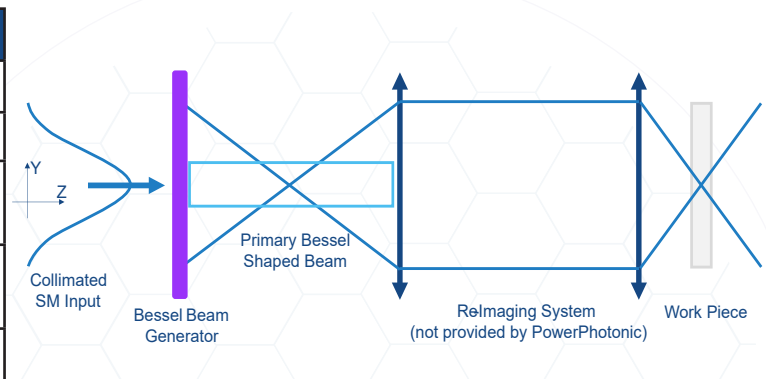 Y
Z
Collimated
SM Input
Bessel Beam
Generator
Primary Bessel
Shaped Beam
ReImaging System
(not provided by PowerPhotonic)
Work Piece